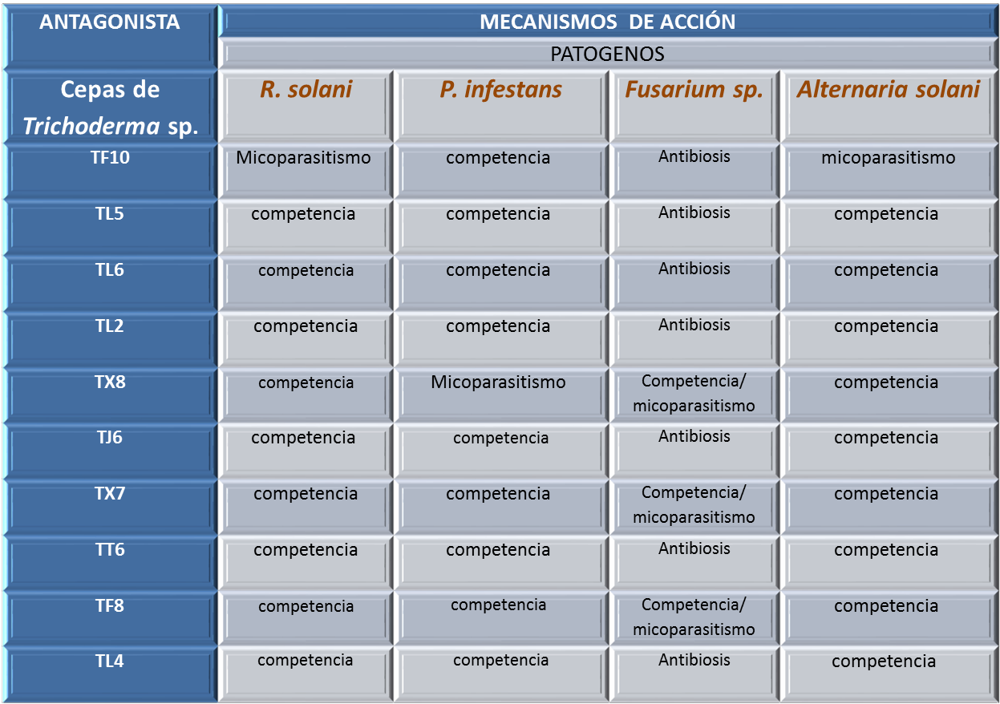 ANTAGONISTA
MECANISMOS DE ACCIÓN
PATOGENOS
Cepas de
Trichoderma sp.
R. solani
P. infestans
Fusarium sp.
Alternaria solani
TF10
Micoparasitismo
competencia
Antibiosis
micoparasitismo
TL5
competencia
competencia
Antibiosis
competencia
TL6
competencia
competencia
Antibiosis
competencia
TL2
competencia
competencia
Antibiosis
competencia
TX8
competencia
Micoparasitismo
Competencia/
micoparasitismo
competencia
TJ6
competencia
competencia
Antibiosis
competencia
TX7
competencia
competencia
Competencia/
micoparasitismo
competencia
TT6
competencia
competencia
Antibiosis
competencia
TF8
competencia
competencia
Competencia/
micoparasitismo
competencia
TL4
competencia
competencia
Antibiosis
competencia